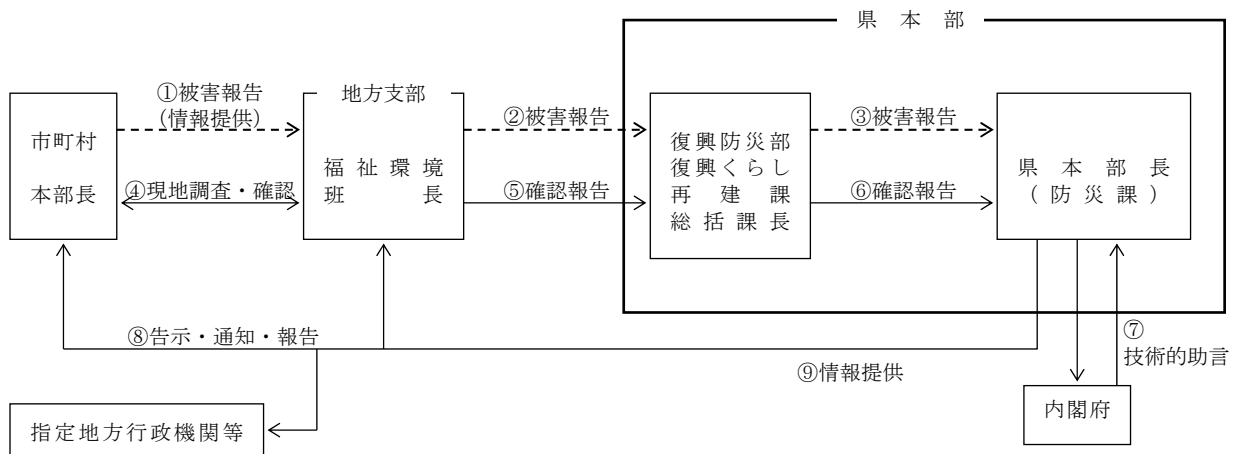 県　本　部
①被害報告
(情報提供)
市町村
本部長
④現地調査・確認
地方支部
福祉環境
班　　長
②被害報告
⑤確認報告
復興防災部
復興くらし
再　建　課
総括課長
③被害報告
⑥確認報告
県　本　部　長
（ 防 災 課 ）
⑧告示・通知・報告
⑨情報提供
⑦
技術的助言
指定地方行政機関等
内閣府